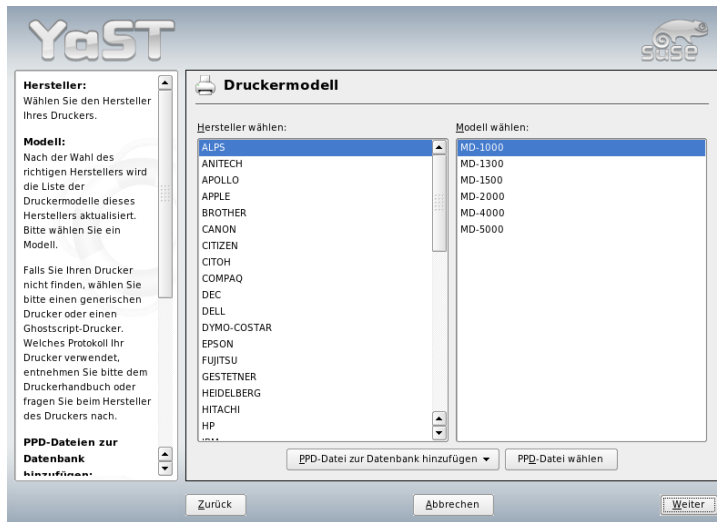 YaST
suse
Hersteller:
Wählen Sie den Hersteller
Ihres Druckers.
Modell:
Nach der Wahl des
richtigen Herstellers wird
die Liste der
Druckermodelle dieses
Herstellers aktualisiert.
Bitte wählen Sie ein
Modell.
Falls Sie Ihren Drucker
nicht finden, wählen Sie
bitte einen generischen
Drucker oder einen
Ghostscript-Drucker.
Welches Protokoll Ihr
Drucker verwendet,
entnehmen Sie bitte dem
Druckerhandbuch oder
fragen Sie beim Hersteller
des Druckers nach.
PPD-Dateien zur
Datenbank
hinzufügen:
Druckermodell
Hersteller wählen:
ALPS
ANITECH
APOLLO
APPLE
BROTHER
CANON
CITIZEN
CITOH
COMPAQ
DEC
DELL
DYMO-COSTAR
EPSON
FUJITSU
GESTETNER
HEIDELBERG
HITACHI
HP
IBM
Modell wählen:
MD-1000
MD-1300
MD-1500
MD-2000
MD-4000
MD-5000
PPD-Datei zur Datenbank hinzufügen
PPD-Datei wählen
Zurück
Abbrechen
Weiter